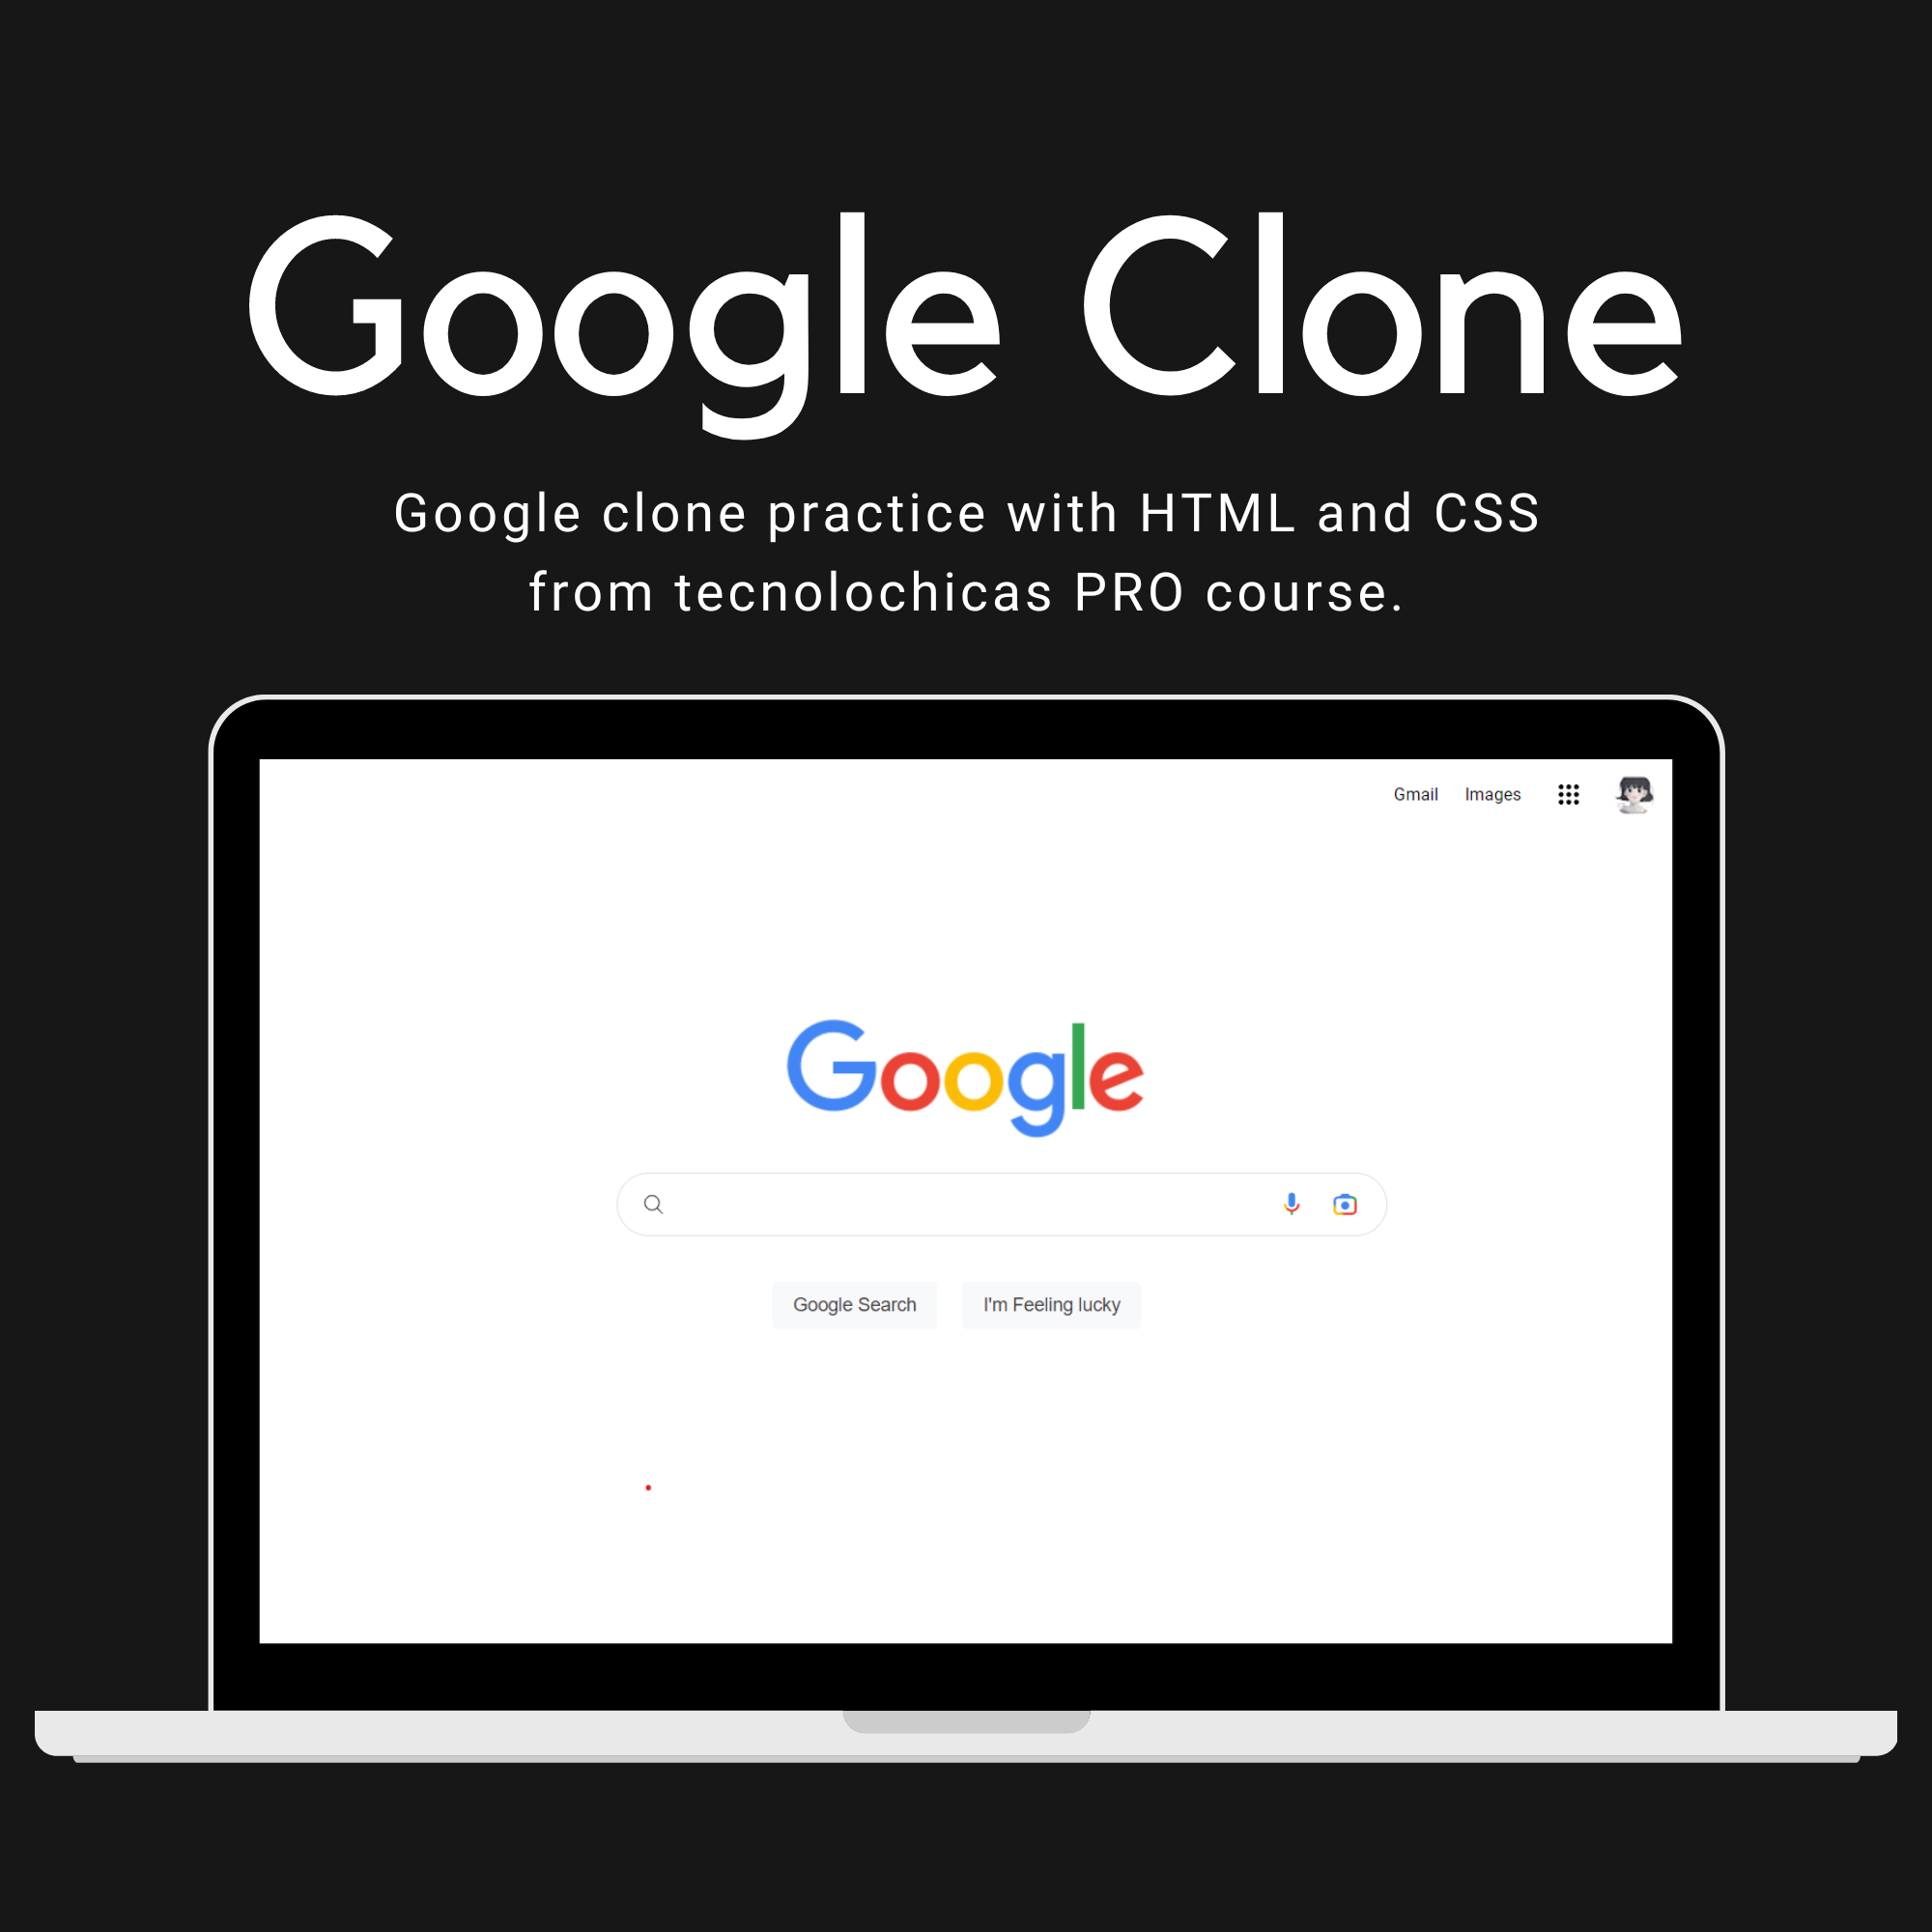 Google Clone
Google clone practice with HTML and CSS
from tecnolochicas PRO course.
Gmail Images
Google
Google Search I'm Feeling lucky